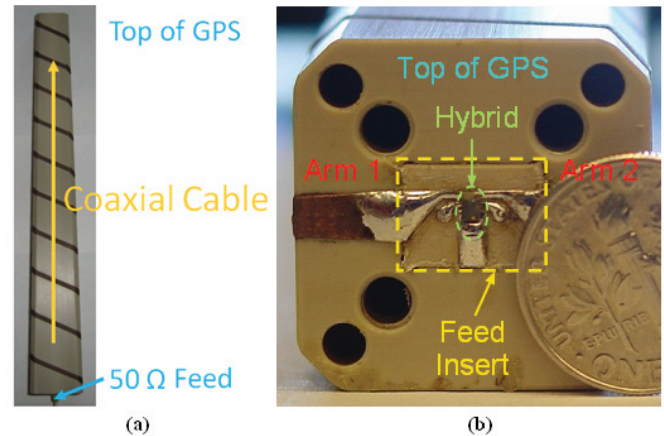 Top of GPS
Coaxial Cable
50 Ω Feed
(a)
Top of GPS
Hybrid
Arm 1
Arm 2
Feed
Insert
(b)